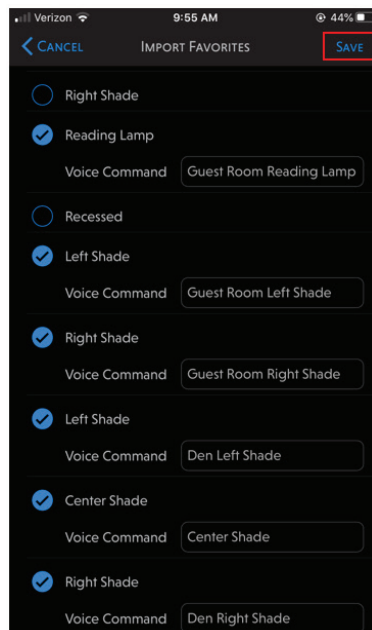 Verizon 9:55 AM 44%
CANCEL IMPORT FAVORITES SAVE
Right Shade
Reading Lamp
Voice Command Guest Room Reading Lamp
Recessed
Left Shade
Voice Command Guest Room Left Shade
Right Shade
Voice Command Guest Room Right Shade
Left Shade
Voice Command Den Left Shade
Center Shade
Voice Command Center Shade
Right Shade
Voice Command Den Right Shade